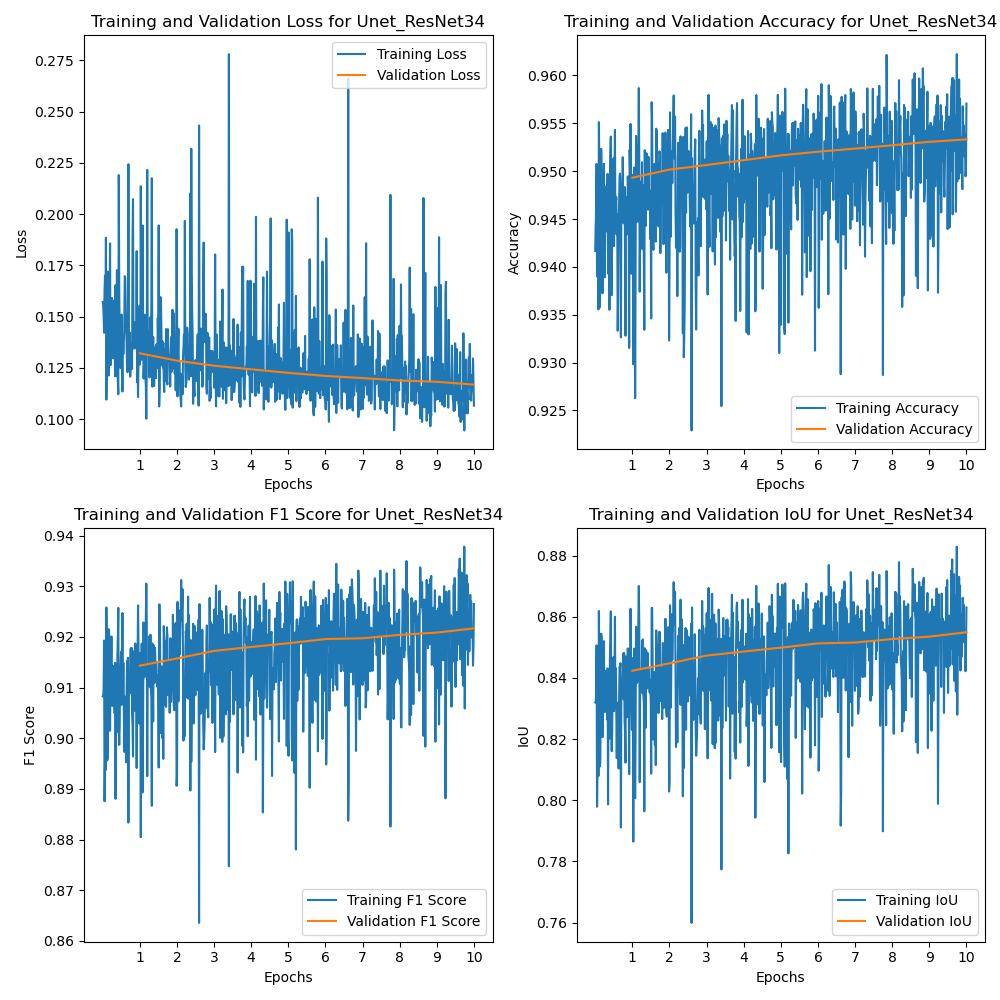 Training and Validation Loss for Unet_ResNet34
Loss
0.275
0.250
0.225
0.200
0.175
0.150
0.125
0.100
Training Loss
Validation Loss
1 2 3 4 5 6 7 8 9 10
Epochs
Training and Validation Accuracy for Unet_ResNet34
Accuracy
0.960
0.955
0.950
0.945
0.940
0.935
0.930
0.925
Training Accuracy
Validation Accuracy
1 2 3 4 5 6 7 8 9 10
Epochs
Training and Validation F1 Score for Unet_ResNet34
F1 Score
0.94
0.93
0.92
0.91
0.90
0.89
0.88
0.87
0.86
Training F1 Score
Validation F1 Score
1 2 3 4 5 6 7 8 9 10
Epochs
Training and Validation IoU for Unet_ResNet34
IoU
0.88
0.86
0.84
0.82
0.80
0.78
0.76
Training IoU
Validation IoU
1 2 3 4 5 6 7 8 9 10
Epochs